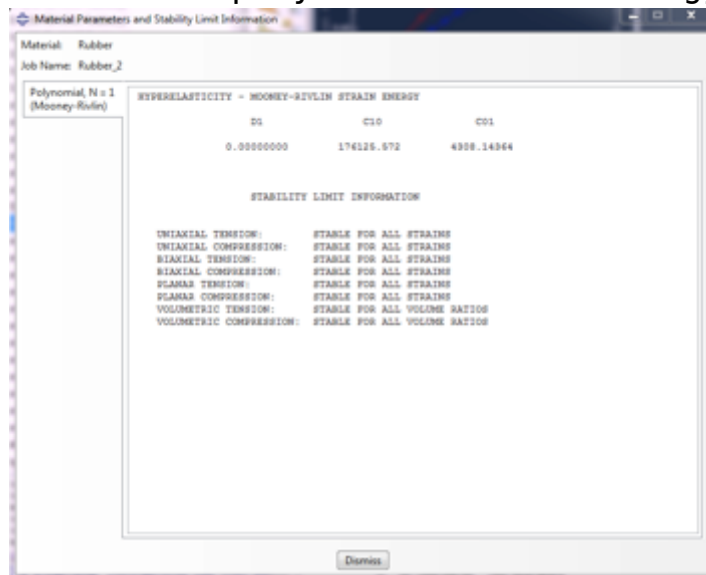 Material Parameters and Stability Limit Information
Material: Rubber
Job Name: Rubber_2
Polynomial, N = 1
(Mooney-Rivlin)
HYPERELASTICITY - MOONEY-RIVLIN STRAIN ENERGY
D1 C10 C01
0.00000000 176125.572 4308.14364
STABILITY LIMIT INFORMATION
UNIAXIAL TENSION: STABLE FOR ALL STRAINS
UNIAXIAL COMPRESSION: STABLE FOR ALL STRAINS
BIAXIAL TENSION: STABLE FOR ALL STRAINS
BIAXIAL COMPRESSION: STABLE FOR ALL STRAINS
PLANAR TENSION: STABLE FOR ALL STRAINS
PLANAR COMPRESSION: STABLE FOR ALL STRAINS
VOLUMETRIC TENSION: STABLE FOR ALL VOLUME RATIOS
VOLUMETRIC COMPRESSION: STABLE FOR ALL VOLUME RATIOS
Dismiss